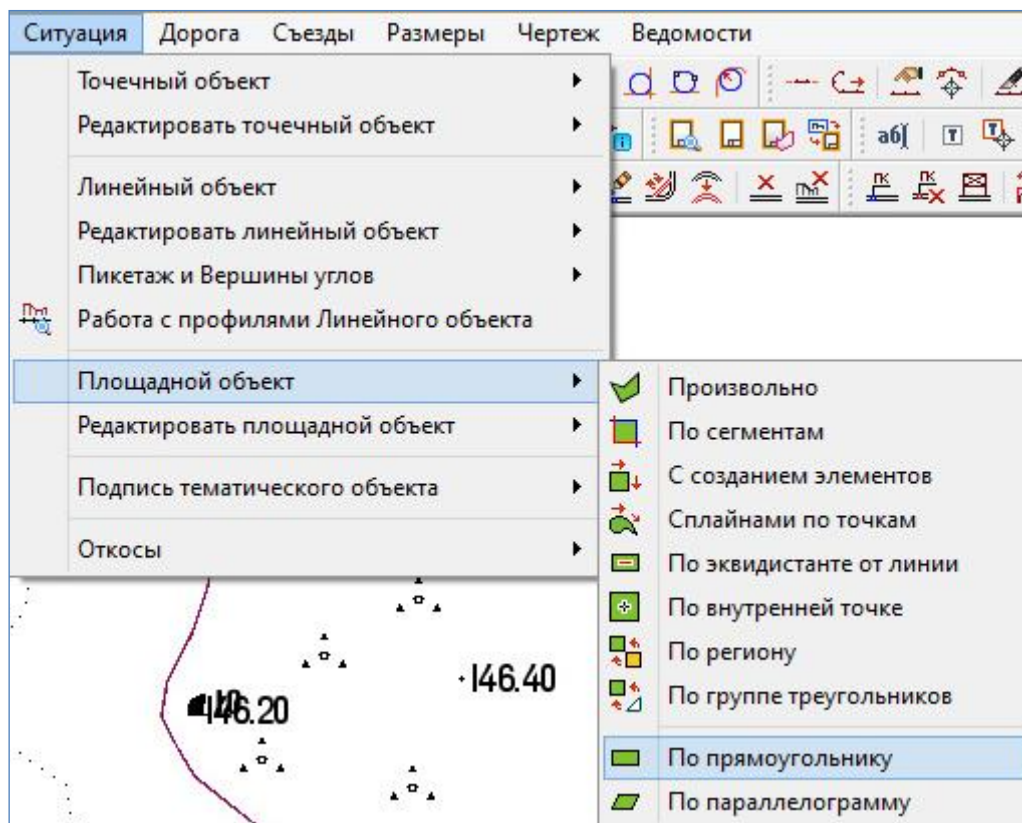 Ситуация Дорога Съезды Размеры Чертеж Ведомости
Точечный объект
Редактировать точечный объект
Линейный объект
Редактировать линейный объект
Пикетаж и Вершины углов
Работа с профилями Линейного объекта
Площадной объект
Редактировать площадной объект
Подпись тематического объекта
Откосы
Произвольно
По сегментам
С созданием элементов
Сплайнами по точкам
По эквидистанте от линии
По внутренней точке
По региону
По группе треугольников
По прямоугольнику
По параллелограмму
146.40
146.20